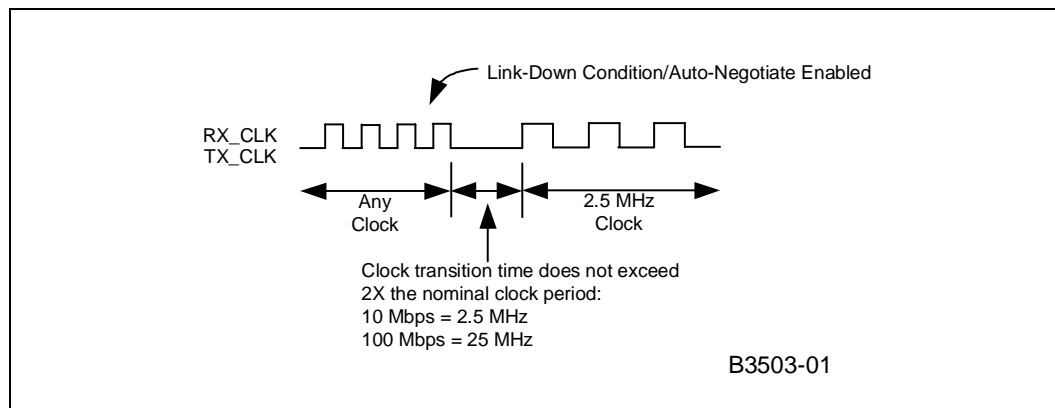 Link-Down Condition/Auto-Negotiate Enabled
RX_CLK
TX_CLK
Any
Clock
2.5 MHz
Clock
Clock transition time does not exceed
2X the nominal clock period:
10 Mbps = 2.5 MHz
100 Mbps = 25 MHz
B3503-01